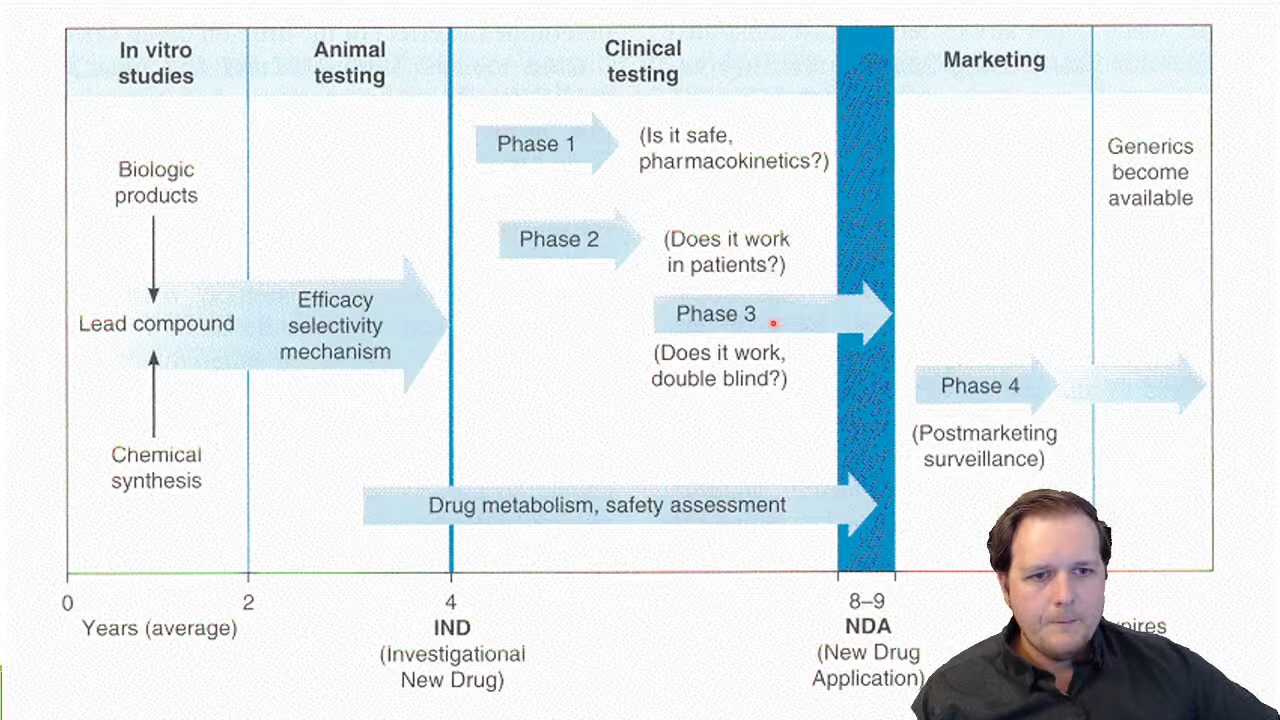 In vitro
studies
Animal
testing
Clinical
testing
Marketing
Biologic
products
Lead compound
Chemical
synthesis
Efficacy
selectivity
mechanism
Phase 1
(Is it safe,
pharmacokinetics?)
Phase 2
(Does it work
in patients?)
Phase 3
(Does it work,
double blind?)
Generics
become
available
Phase 4
(Postmarketing
surveillance)
Drug metabolism, safety assessment
0
2
4
8–9
Years (average)
IND
(Investigational
New Drug)
NDA
(New Drug
Application)